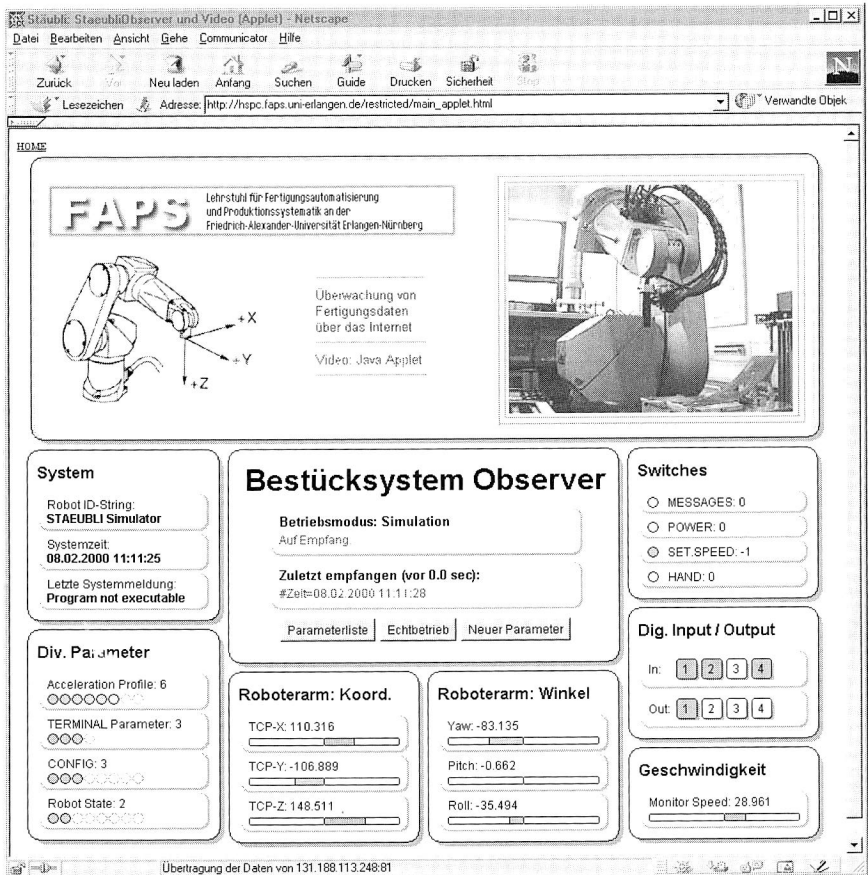 Stäubli: StaeubliObserver und Video (Applet) - Netscape
Datei Bearbeiten Ansicht Gehe Communicator Hilfe
Zurück Vor Neu laden Anfang Suchen Guide Drucken Sicherheit Stop
Lesezeichen Adresse: http://hspc.faps.uni-erlangen.de/restricted/main_applet.html Verwandte Objek
HOME
FAPS
Lehrstuhl für Fertigungsautomatisierung
und Produktionssystematik an der
Friedrich-Alexander-Universität Erlangen-Nürnberg
+X
+Y
+Z
Überwachung von
Fertigungsdaten
über das Internet
Video: Java Applet
System
Robot ID-String:
STAEUBLI Simulator
Systemzeit:
08.02.2000 11:11:25
Letzte Systemmeldung:
Program not executable
Bestücksystem Observer
Betriebsmodus: Simulation
Auf Empfang
Zuletzt empfangen (vor 0.0 sec):
#Zeit=08.02.2000 11:11:28
Parameterliste Echtbetrieb Neuer Parameter
Switches
MESSAGES: 0
POWER: 0
SET.SPEED: -1
HAND: 0
Div. Parameter
Acceleration Profile: 6
TERMINAL Parameter: 3
CONFIG: 3
Robot State: 2
Roboterarm: Koord.
TCP-X: 110.316
TCP-Y: -106.889
TCP-Z: 148.511
Roboterarm: Winkel
Yaw: -83.135
Pitch: -0.662
Roll: -35.494
Dig. Input / Output
In: 1 2 3 4
Out: 1 2 3 4
Geschwindigkeit
Monitor Speed: 28.961
Übertragung der Daten von 131.188.113.248:81